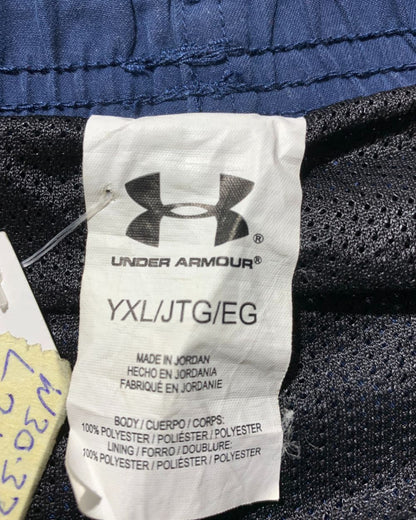 UNDER ARMOUR®
YXL/JTG/EG
MADE IN JORDAN
HECHO EN JORDANIA
FABRIQUÉ EN JORDANIE
BODY / CUERPO / CORPS:
100% POLYESTER / POLIÉSTER / POLYESTER
LINING / FORRO / DOUBLURE:
100% POLYESTER / POLIÉSTER / POLYESTER